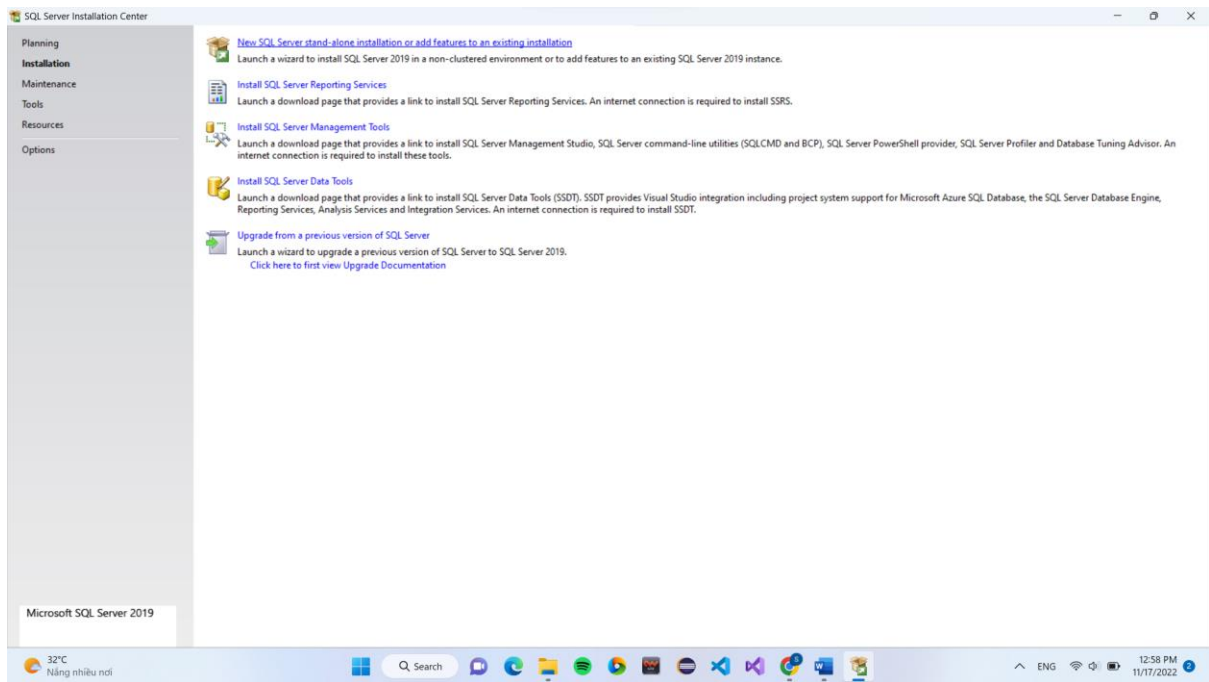 SQL Server Installation Center
Planning
Installation
Maintenance
Tools
Resources
Options
New SQL Server stand-alone installation or add features to an existing installation
Launch a wizard to install SQL Server 2019 in a non-clustered environment or to add features to an existing SQL Server 2019 instance.
Install SQL Server Reporting Services
Launch a download page that provides a link to install SQL Server Reporting Services. An internet connection is required to install SSRS.
Install SQL Server Management Tools
Launch a download page that provides a link to install SQL Server Management Studio, SQL Server command-line utilities (SQLCMD and BCP), SQL Server PowerShell provider, SQL Server Profiler and Database Tuning Advisor. An
internet connection is required to install these tools.
Install SQL Server Data Tools
Launch a download page that provides a link to install SQL Server Data Tools (SSDT). SSDT provides Visual Studio integration including project system support for Microsoft Azure SQL Database, the SQL Server Database Engine,
Reporting Services, Analysis Services and Integration Services. An internet connection is required to install SSDT.
Upgrade from a previous version of SQL Server
Launch a wizard to upgrade a previous version of SQL Server to SQL Server 2019.
Click here to first view Upgrade Documentation
Microsoft SQL Server 2019
32°C
Nắng nhiều nơi
Search
ENG
12:58 PM
11/17/2022
2